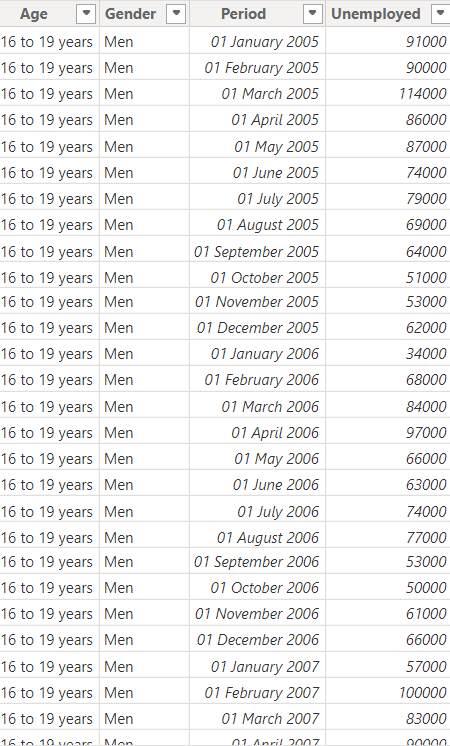 Age Gender Period Unemployed
16 to 19 years Men 01 January 2005 91000
16 to 19 years Men 01 February 2005 90000
16 to 19 years Men 01 March 2005 114000
16 to 19 years Men 01 April 2005 86000
16 to 19 years Men 01 May 2005 87000
16 to 19 years Men 01 June 2005 74000
16 to 19 years Men 01 July 2005 79000
16 to 19 years Men 01 August 2005 69000
16 to 19 years Men 01 September 2005 64000
16 to 19 years Men 01 October 2005 51000
16 to 19 years Men 01 November 2005 53000
16 to 19 years Men 01 December 2005 62000
16 to 19 years Men 01 January 2006 34000
16 to 19 years Men 01 February 2006 68000
16 to 19 years Men 01 March 2006 84000
16 to 19 years Men 01 April 2006 97000
16 to 19 years Men 01 May 2006 66000
16 to 19 years Men 01 June 2006 63000
16 to 19 years Men 01 July 2006 74000
16 to 19 years Men 01 August 2006 77000
16 to 19 years Men 01 September 2006 53000
16 to 19 years Men 01 October 2006 50000
16 to 19 years Men 01 November 2006 61000
16 to 19 years Men 01 December 2006 66000
16 to 19 years Men 01 January 2007 57000
16 to 19 years Men 01 February 2007 100000
16 to 19 years Men 01 March 2007 83000
16 to 19 years Men 01 April 2007 90000